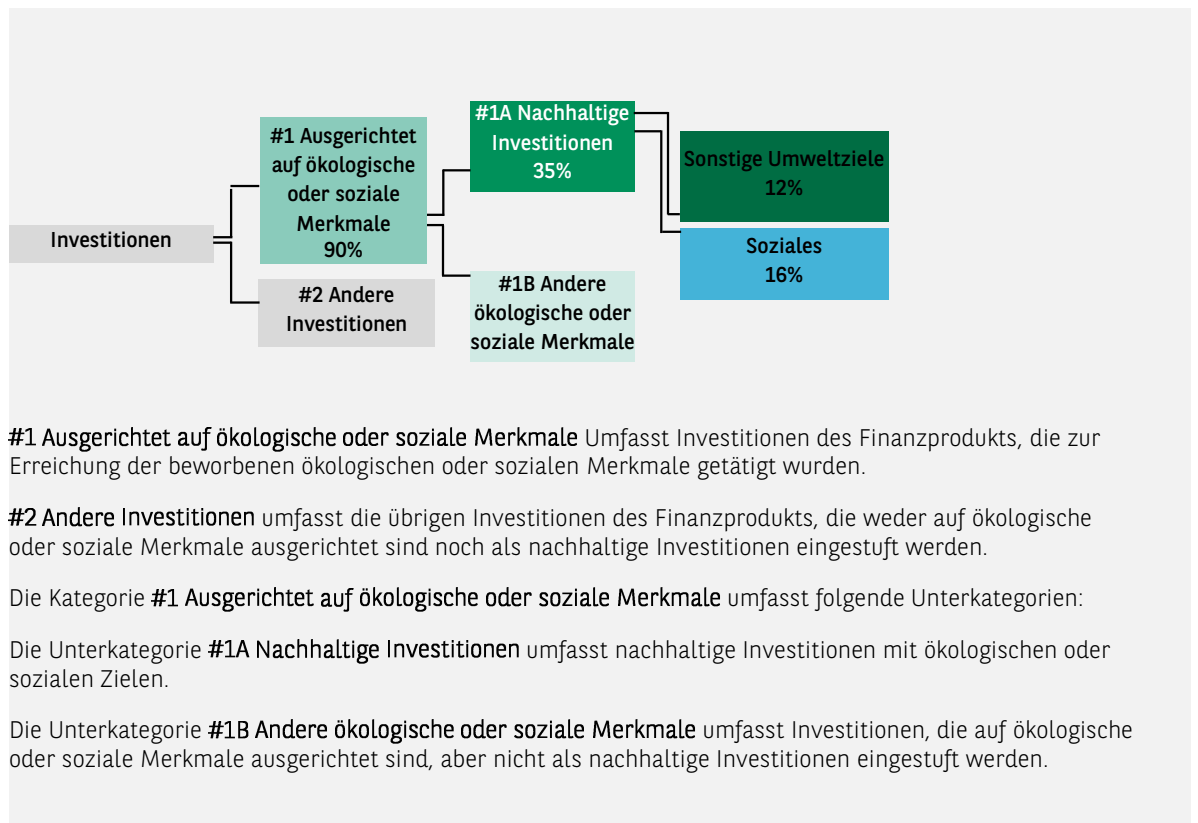 #1 Ausgerichtet
auf ökologische
oder soziale
Merkmale
90%
#1A Nachhaltige
Investitionen
35%
Sonstige Umweltziele
12%
Investitionen
Soziales
16%
#2 Andere
Investitionen
#1B Andere
ökologische oder
soziale Merkmale
#1 Ausgerichtet auf ökologische oder soziale Merkmale Umfasst Investitionen des Finanzprodukts, die zur
Erreichung der beworbenen ökologischen oder sozialen Merkmale getätigt wurden.
#2 Andere Investitionen umfasst die übrigen Investitionen des Finanzprodukts, die weder auf ökologische
oder soziale Merkmale ausgerichtet sind noch als nachhaltige Investitionen eingestuft werden.
Die Kategorie #1 Ausgerichtet auf ökologische oder soziale Merkmale umfasst folgende Unterkategorien:
Die Unterkategorie #1A Nachhaltige Investitionen umfasst nachhaltige Investitionen mit ökologischen oder
sozialen Zielen.
Die Unterkategorie #1B Andere ökologische oder soziale Merkmale umfasst Investitionen, die auf ökologische
oder soziale Merkmale ausgerichtet sind, aber nicht als nachhaltige Investitionen eingestuft werden.